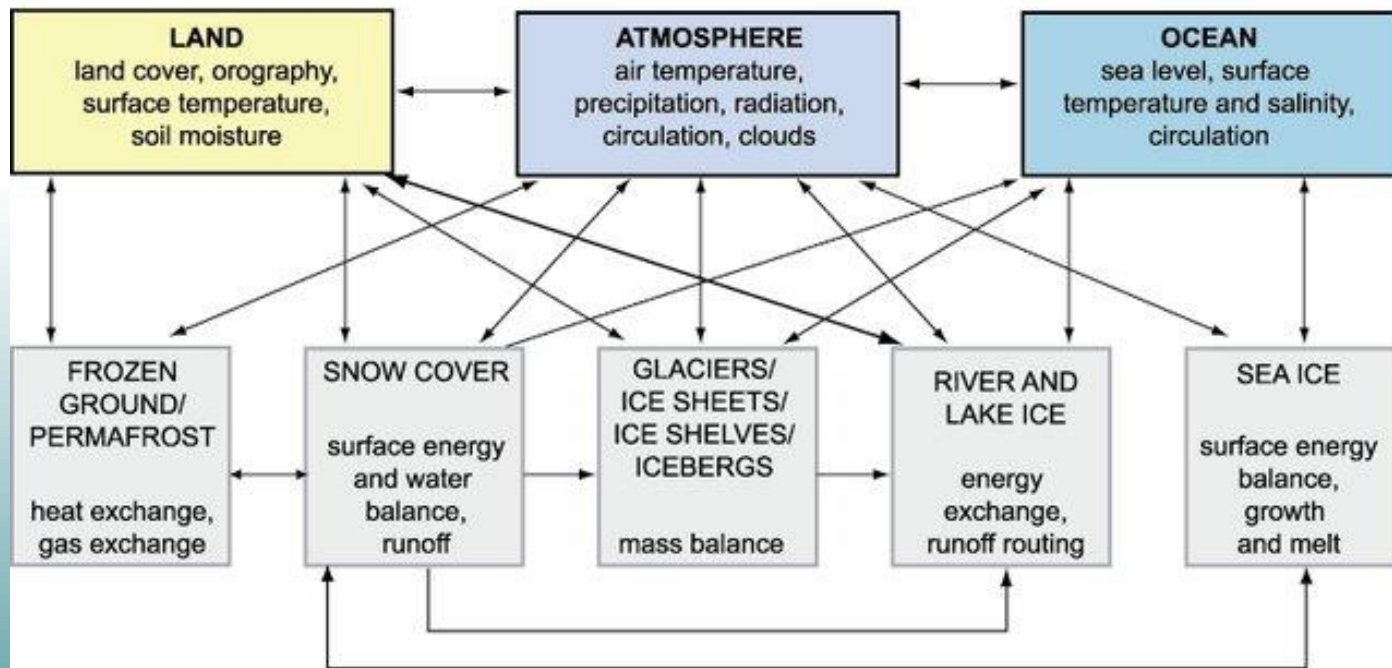 LAND
land cover, orography,
surface temperature,
soil moisture
ATMOSPHERE
air temperature,
precipitation, radiation,
circulation, clouds
OCEAN
sea level, surface
temperature and salinity,
circulation
FROZEN
GROUND/
PERMAFROST
heat exchange,
gas exchange
SNOW COVER
surface energy
and water
balance,
runoff
GLACIERS/
ICE SHEETS/
ICE SHELVES/
ICEBERGS
mass balance
RIVER AND
LAKE ICE
energy
exchange,
runoff routing
SEA ICE
surface energy
balance,
growth
and melt